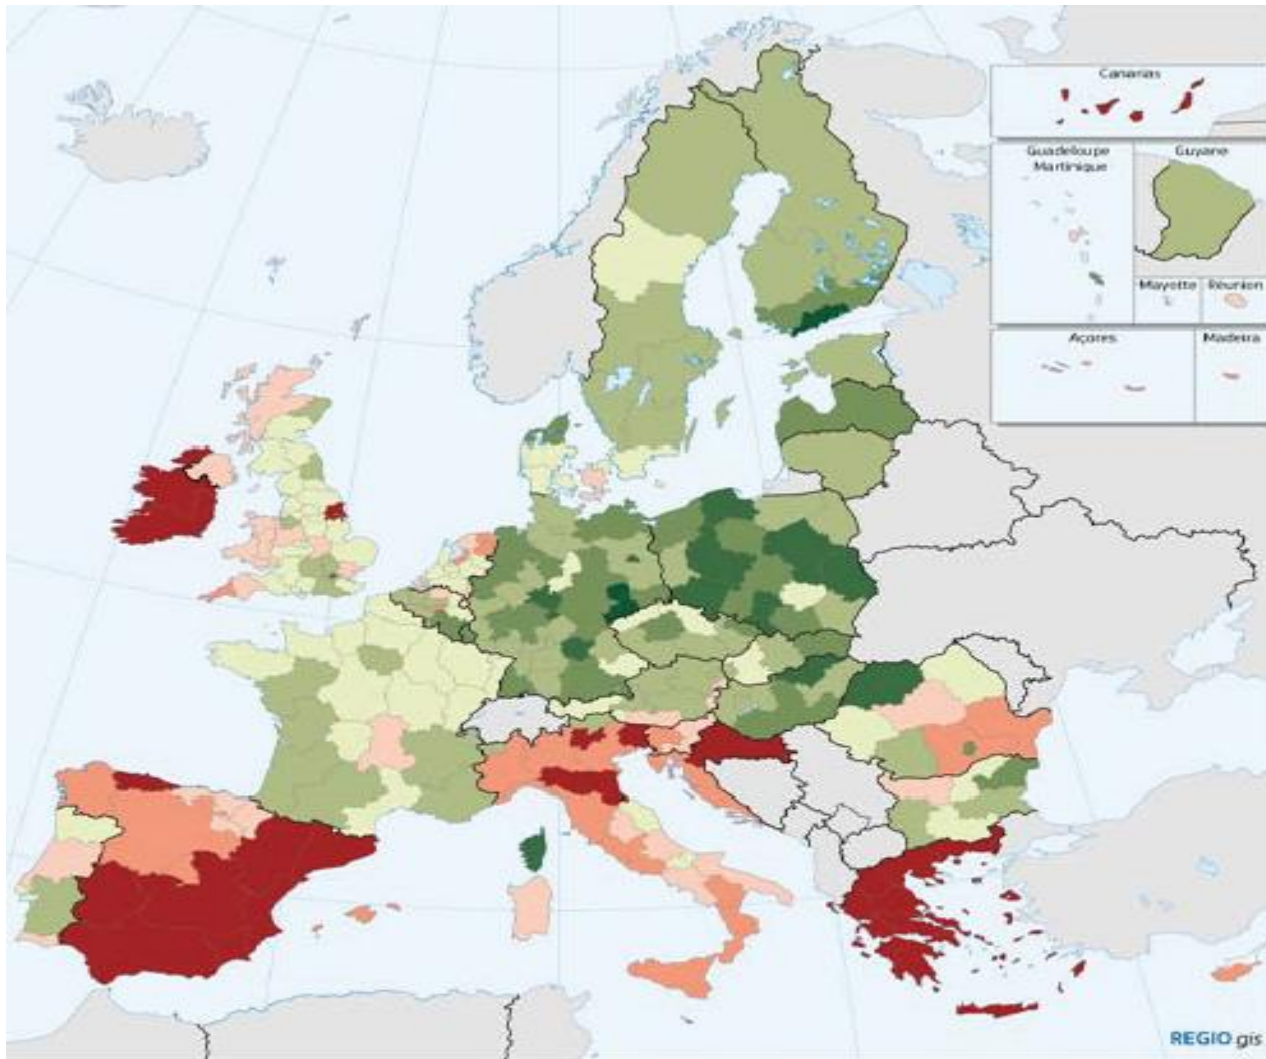 Canarias
Guadeloupe
Martinique
Guyane
Mayotte
Réunion
Açores
Madeira
REGIO gis